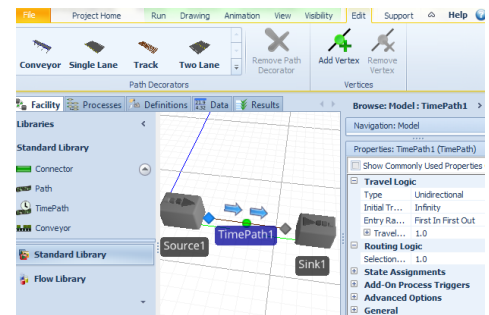 File Project Home Run Drawing Animation View Visibility Edit Support Help
Conveyor Single Lane Track Two Lane
Remove Path Decorator
Add Vertex Remove Vertex
Path Decorators Vertices
Facility Processes Definitions Data Results
Browse: Model : TimePath1
Libraries
Navigation: Model
Standard Library
Properties: TimePath1 (TimePath)
Show Commonly Used Properties
Connector
Path
TimePath
Conveyor
Standard Library
Flow Library
Source1
TimePath1
Sink1
Travel Logic
Type Unidirectional
Initial Tr... Infinity
Entry Ra... First In First Out
Travel... 1.0
Routing Logic
Selection... 1.0
State Assignments
Add-On Process Triggers
Advanced Options
General